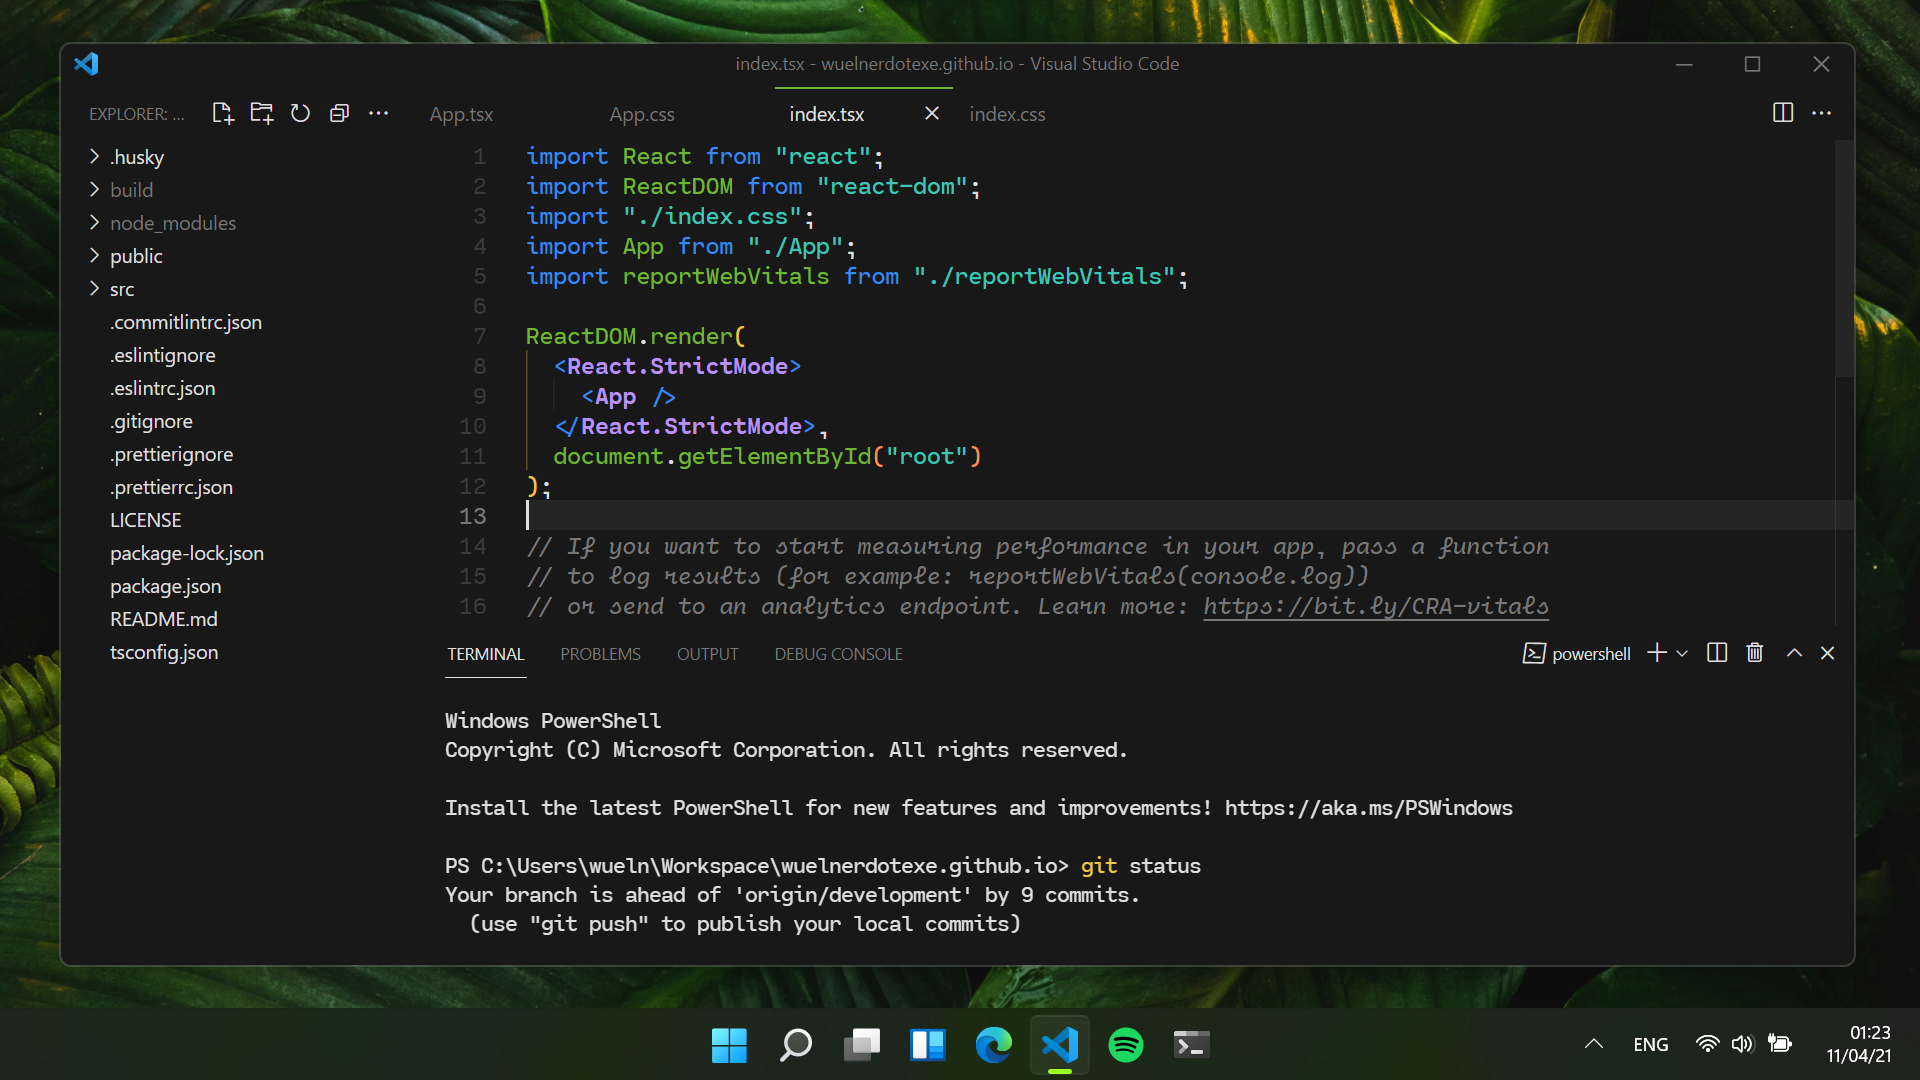 index.tsx - wuelnerdotexe.github.io - Visual Studio Code
EXPLORER: ...
App.tsx
App.css
index.tsx
index.css
.husky
build
node_modules
public
src
.commitlintrc.json
.eslintignore
.eslintrc.json
.gitignore
.prettierignore
.prettierrc.json
LICENSE
package-lock.json
package.json
README.md
tsconfig.json
1 import React from "react";
2 import ReactDOM from "react-dom";
3 import "./index.css";
4 import App from "./App";
5 import reportWebVitals from "./reportWebVitals";
6
7 ReactDOM.render(
8 <React.StrictMode>
9 <App />
10 </React.StrictMode>,
11 document.getElementById("root")
12 );
13
14 // If you want to start measuring performance in your app, pass a function
15 // to log results (for example: reportWebVitals(console.log))
16 // or send to an analytics endpoint. Learn more: https://bit.ly/CRA-vitals
TERMINAL PROBLEMS OUTPUT DEBUG CONSOLE
powershell
Windows PowerShell
Copyright (C) Microsoft Corporation. All rights reserved.
Install the latest PowerShell for new features and improvements! https://aka.ms/PSWindows
PS C:\Users\wueln\Workspace\wuelnerdotexe.github.io> git status
Your branch is ahead of 'origin/development' by 9 commits.
(use "git push" to publish your local commits)
ENG
01:23
11/04/21